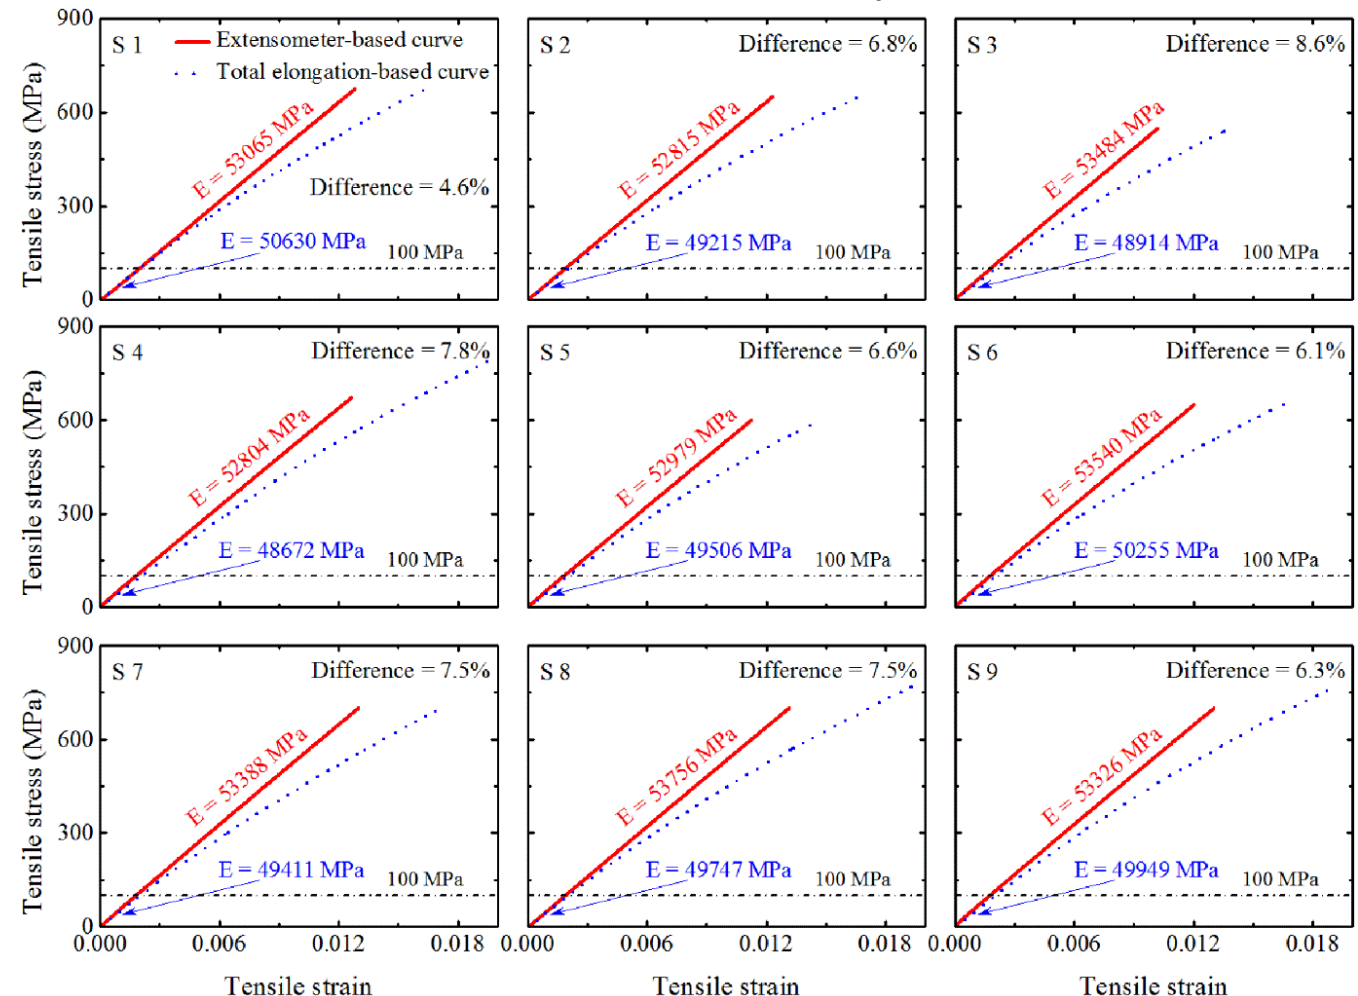 900
600
300
0
Tensile stress (MPa)
S 1
Extensometer-based curve
Total elongation-based curve
E = 53065 MPa
Difference = 4.6%
E = 50630 MPa
100 MPa
S 2
Difference = 6.8%
E = 52815 MPa
E = 49215 MPa
100 MPa
S 3
Difference = 8.6%
E = 53484 MPa
E = 48914 MPa
100 MPa
900
600
300
0
Tensile stress (MPa)
S 4
Difference = 7.8%
E = 52804 MPa
E = 48672 MPa
100 MPa
S 5
Difference = 6.6%
E = 52979 MPa
E = 49506 MPa
100 MPa
S 6
Difference = 6.1%
E = 53540 MPa
E = 50255 MPa
100 MPa
900
600
300
0
Tensile stress (MPa)
S 7
Difference = 7.5%
E = 53388 MPa
E = 49411 MPa
100 MPa
0.000 0.006 0.012 0.018
Tensile strain
S 8
Difference = 7.5%
E = 53756 MPa
E = 49747 MPa
100 MPa
0.000 0.006 0.012 0.018
Tensile strain
S 9
Difference = 6.3%
E = 53326 MPa
E = 49949 MPa
100 MPa
0.000 0.006 0.012 0.018
Tensile strain